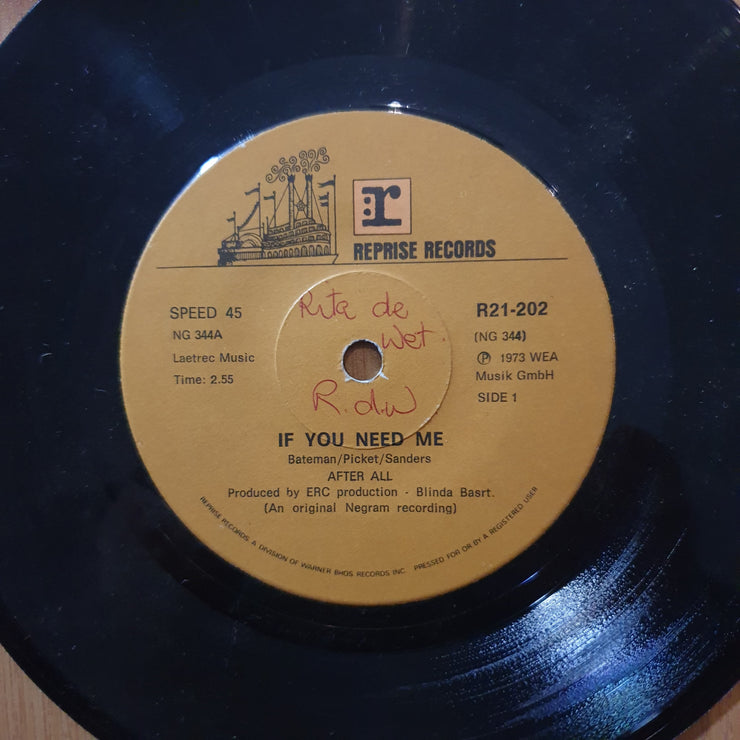 r
REPRISE RECORDS
SPEED 45
NG 344A
Laetrec Music
Time: 2.55
R21-202
(NG 344)
Ⓟ 1973 WEA
Musik GmbH
SIDE 1
Rita de
Wet
R.d.W
IF YOU NEED ME
Bateman/Picket/Sanders
AFTER ALL
Produced by ERC production - Blinda Basrt.
(An original Negram recording)
REPRISE RECORDS, A DIVISION OF WARNER BROS RECORDS INC. PRESSED FOR OR BY A REGISTERED USER